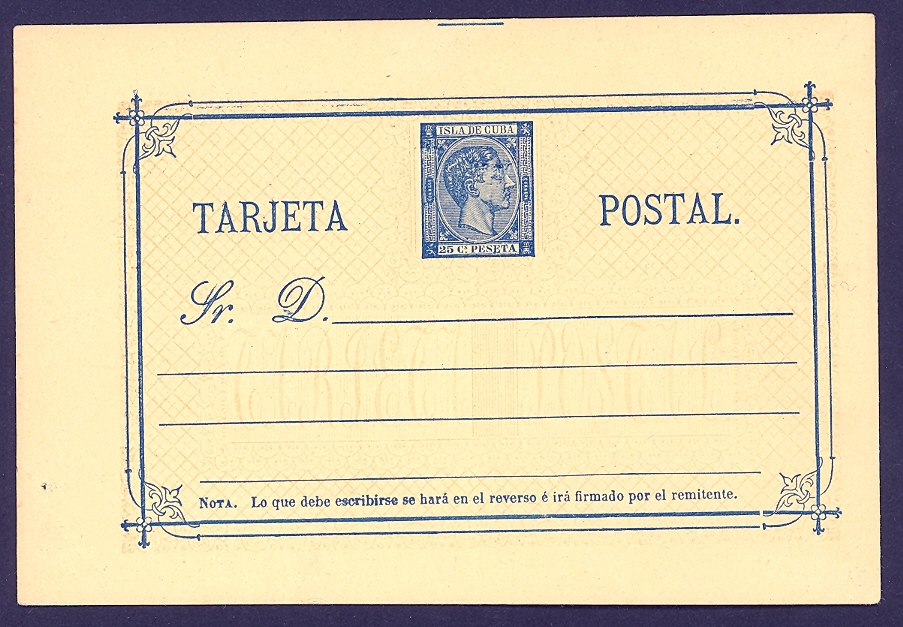 ISLA DE CUBA
TARJETA POSTAL.
25 Cs PESETA
Sr. D.
NOTA. Lo que debe escribirse se hará en el reverso é irá firmado por el remitente.